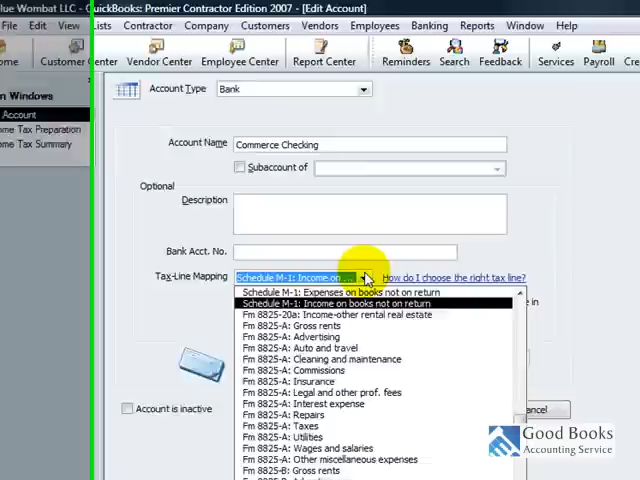 lue Wombat LLC - QuickBooks: Premier Contractor Edition 2007 - [Edit Account]
File Edit View Lists Contractor Company Customers Vendors Employees Banking Reports Window Help
ome Customer Center Vendor Center Employee Center Report Center Reminders Search Feedback Services Payroll Cre
n Windows
Account
ome Tax Preparation
ome Tax Summary
Account Type Bank
Account Name Commerce Checking
Subaccount of
Optional
Description
Bank Acct. No.
Tax-Line Mapping Schedule M-1: Income on ... How do I choose the right tax line?
Schedule M-1: Expenses on books not on return
Schedule M-1: Income on books not on return
e in
Fm 8825-20a: Income-other rental real estate
Fm 8825-A: Gross rents
Fm 8825-A: Advertising
Fm 8825-A: Auto and travel
Fm 8825-A: Cleaning and maintenance
Fm 8825-A: Commissions
Fm 8825-A: Insurance
Fm 8825-A: Legal and other prof. fees
Fm 8825-A: Interest expense
Account is inactive
ancel
Fm 8825-A: Repairs
Fm 8825-A: Taxes
Fm 8825-A: Utilities
Fm 8825-A: Wages and salaries
Fm 8825-A: Other miscellaneous expenses
Fm 8825-B: Gross rents
Good Books
Accounting Service